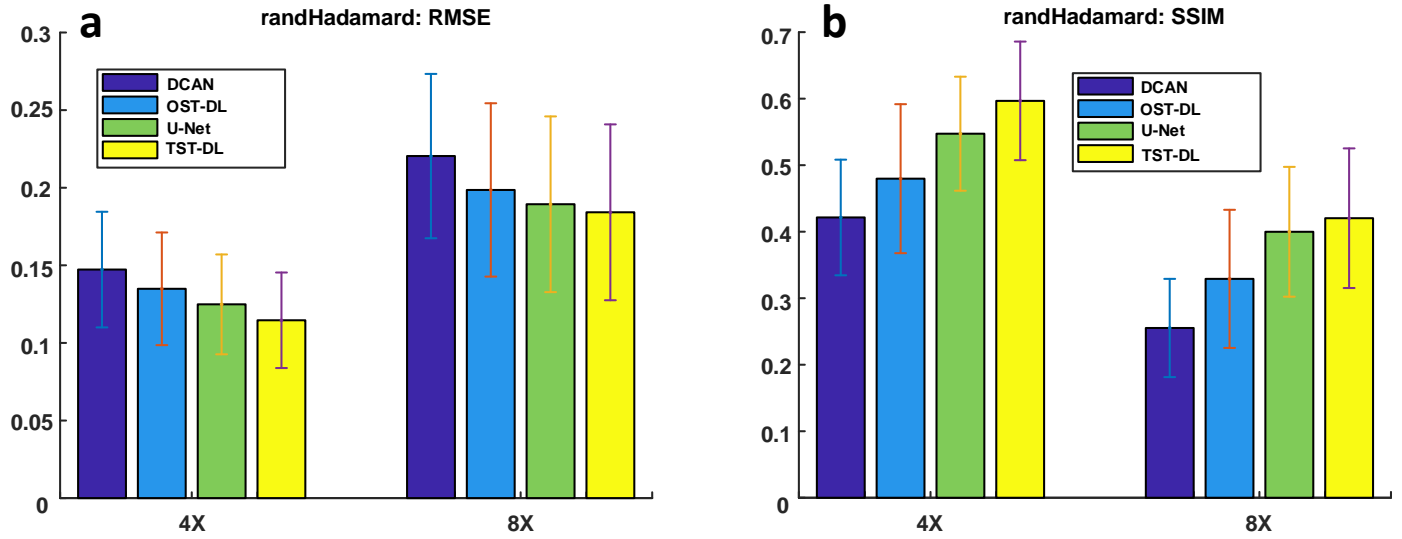 a
randHadamard: RMSE
0.3
0.25
0.2
0.15
0.1
0.05
0
DCAN
OST-DL
U-Net
TST-DL
4X
8X
b
randHadamard: SSIM
0.7
0.6
0.5
0.4
0.3
0.2
0.1
0
DCAN
OST-DL
U-Net
TST-DL
4X
8X